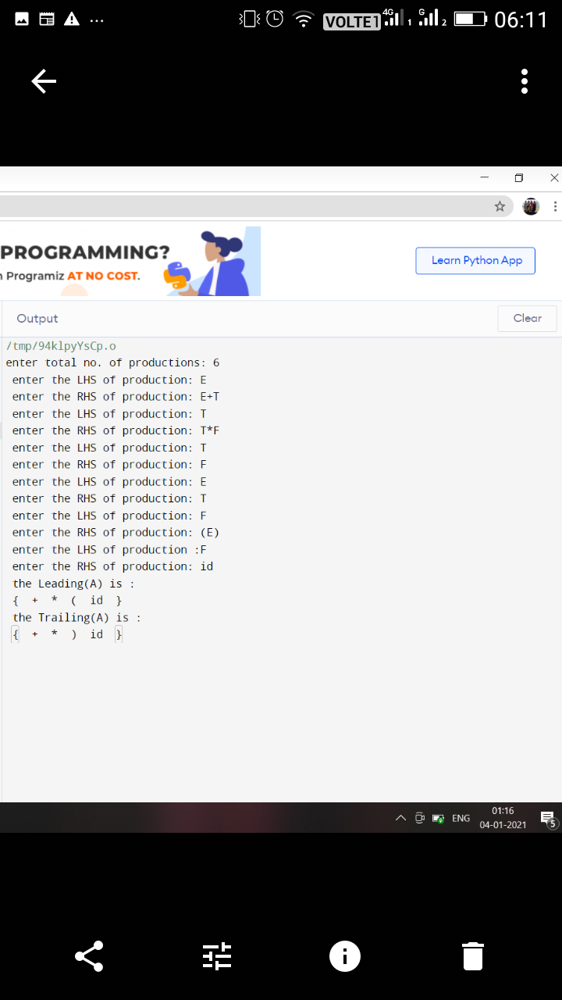 VOLTE1 4G 1 G 2 06:11
PROGRAMMING?
Programiz AT NO COST.
Learn Python App
Output
Clear
/tmp/94klpyYsCp.o
enter total no. of productions: 6
enter the LHS of production: E
enter the RHS of production: E+T
enter the LHS of production: T
enter the RHS of production: T*F
enter the LHS of production: T
enter the RHS of production: F
enter the LHS of production: E
enter the RHS of production: T
enter the LHS of production: F
enter the RHS of production: (E)
enter the LHS of production :F
enter the RHS of production: id
the Leading(A) is :
{ + * ( id }
the Trailing(A) is :
{ + * ) id }
ENG
01:16
04-01-2021
5